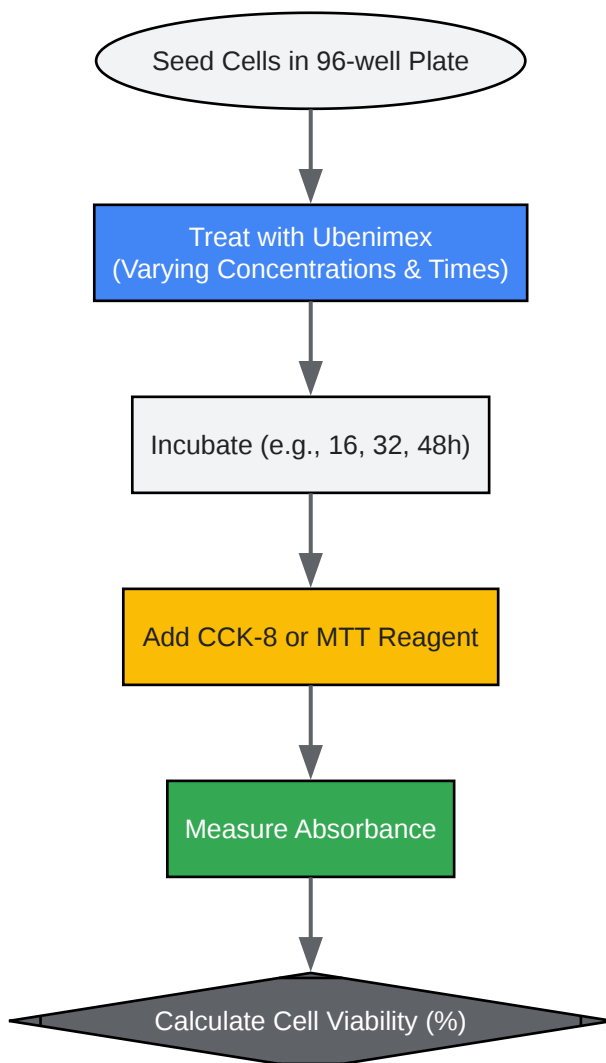 Seed Cells in 96-well Plate
Treat with Ubenimex
(Varying Concentrations & Times)
Incubate (e.g., 16, 32, 48h)
Add CCK-8 or MTT Reagent
Measure Absorbance
Calculate Cell Viability (%)